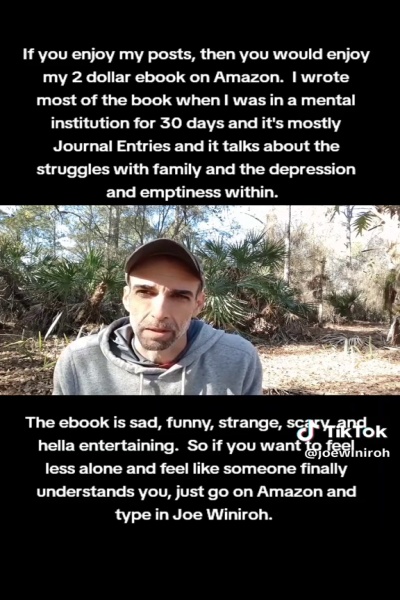 If you enjoy my posts, then you would enjoy
my 2 dollar ebook on Amazon. I wrote
most of the book when I was in a mental
institution for 30 days and it's mostly
Journal Entries and it talks about the
struggles with family and the depression
and emptiness within.
The ebook is sad, funny, strange, scary, and
hella entertaining. So if you want to feel
less alone and feel like someone finally
understands you, just go on Amazon and
type in Joe Winiroh.
TikTok
@joewiniroh